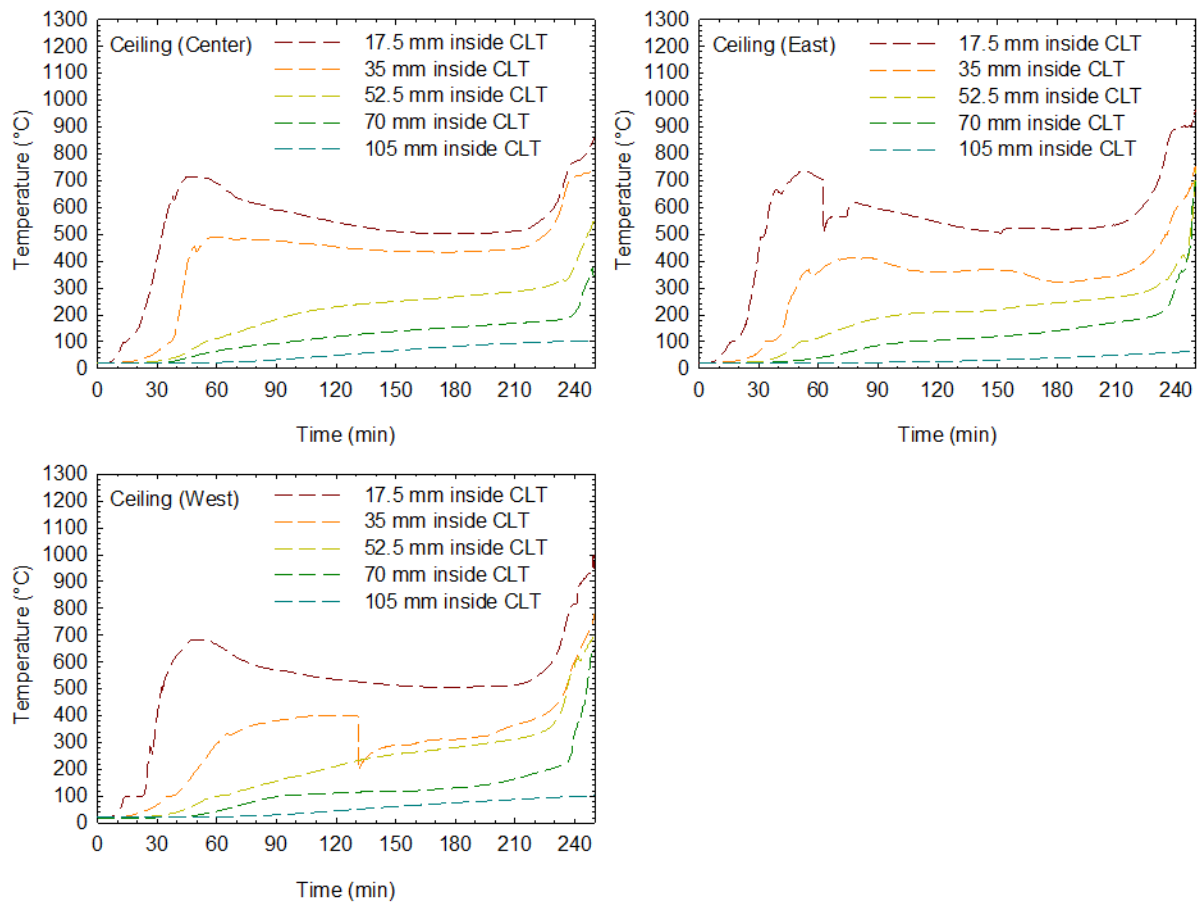 1300
1200
1100
1000
900
800
700
600
500
400
300
200
100
0
Temperature (°C)
Ceiling (Center)
17.5 mm inside CLT
35 mm inside CLT
52.5 mm inside CLT
70 mm inside CLT
105 mm inside CLT
0 30 60 90 120 150 180 210 240
Time (min)
1300
1200
1100
1000
900
800
700
600
500
400
300
200
100
0
Temperature (°C)
Ceiling (East)
17.5 mm inside CLT
35 mm inside CLT
52.5 mm inside CLT
70 mm inside CLT
105 mm inside CLT
0 30 60 90 120 150 180 210 240
Time (min)
1300
1200
1100
1000
900
800
700
600
500
400
300
200
100
0
Temperature (°C)
Ceiling (West)
17.5 mm inside CLT
35 mm inside CLT
52.5 mm inside CLT
70 mm inside CLT
105 mm inside CLT
0 30 60 90 120 150 180 210 240
Time (min)